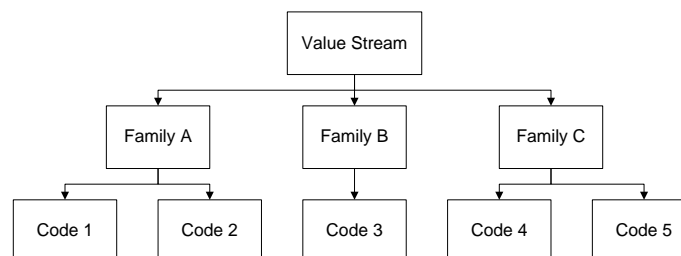 Value Stream
Family A
Family B
Family C
Code 1
Code 2
Code 3
Code 4
Code 5